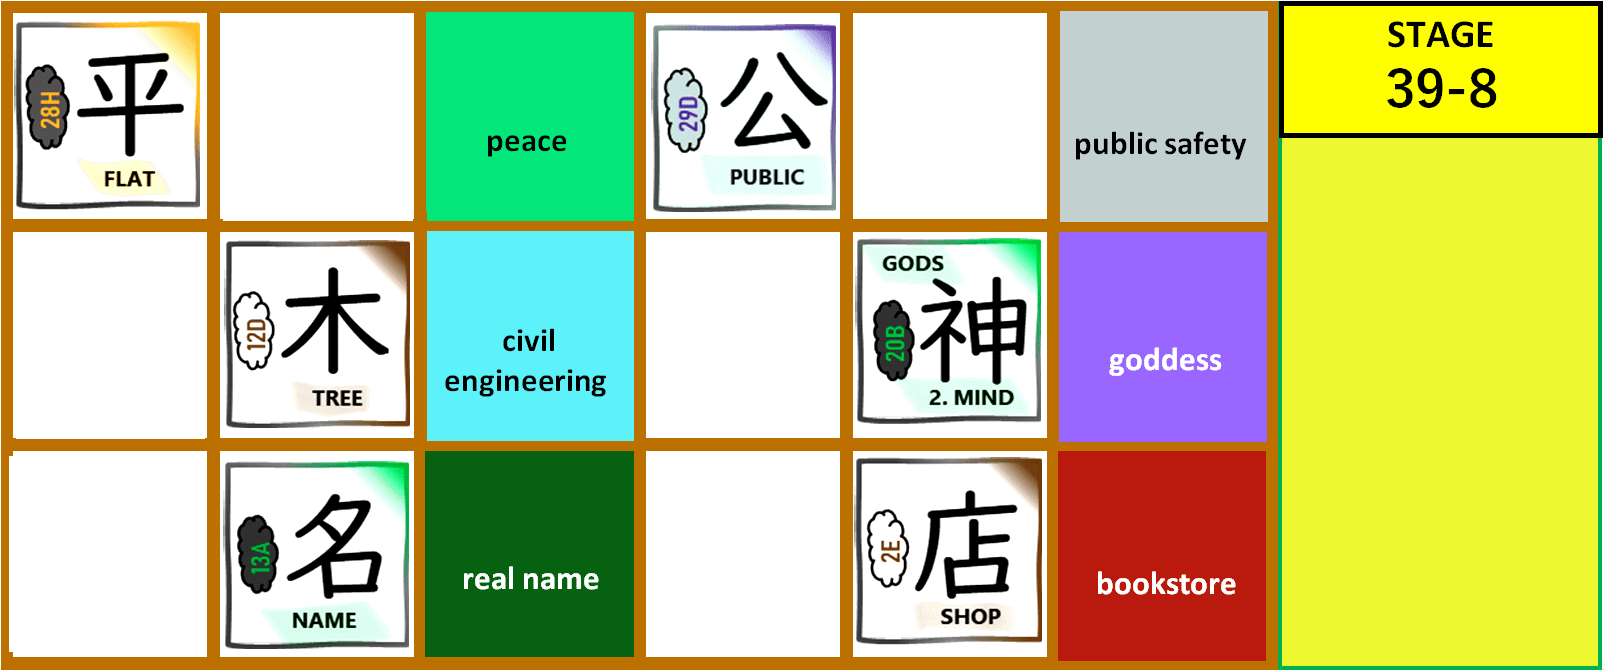 28H
平
FLAT
peace
29D
公
PUBLIC
public safety
STAGE
39-8
12D
木
TREE
civil
engineering
GODS
20B
神
2. MIND
goddess
13A
名
NAME
real name
2E
店
SHOP
bookstore